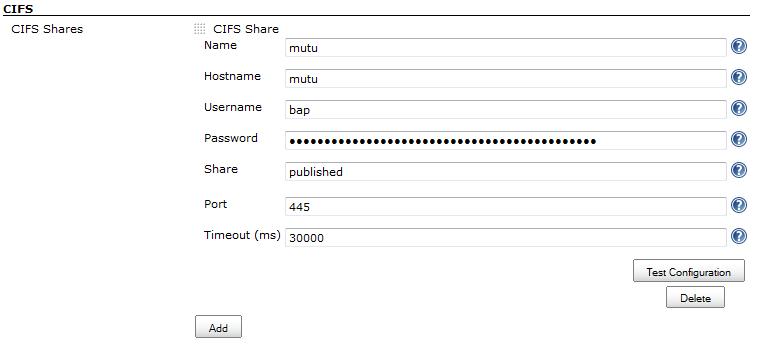 CIFS
CIFS Shares
CIFS Share
Name mutu
Hostname mutu
Username bap
Password ••••••••••••••••••••••••••••••••••••••••••••
Share published
Port 445
Timeout (ms) 30000
Test Configuration
Delete
Add